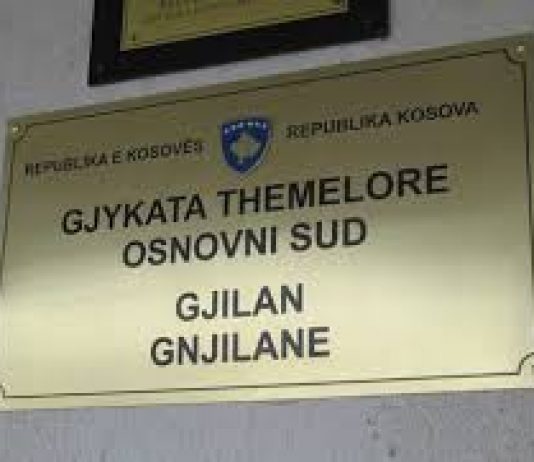 REPUBLIKA E KOSOVËS REPUBLIKA KOSOVA
GJYKATA THEMELORE
OSNOVNI SUD
GJILAN
GNJILANE